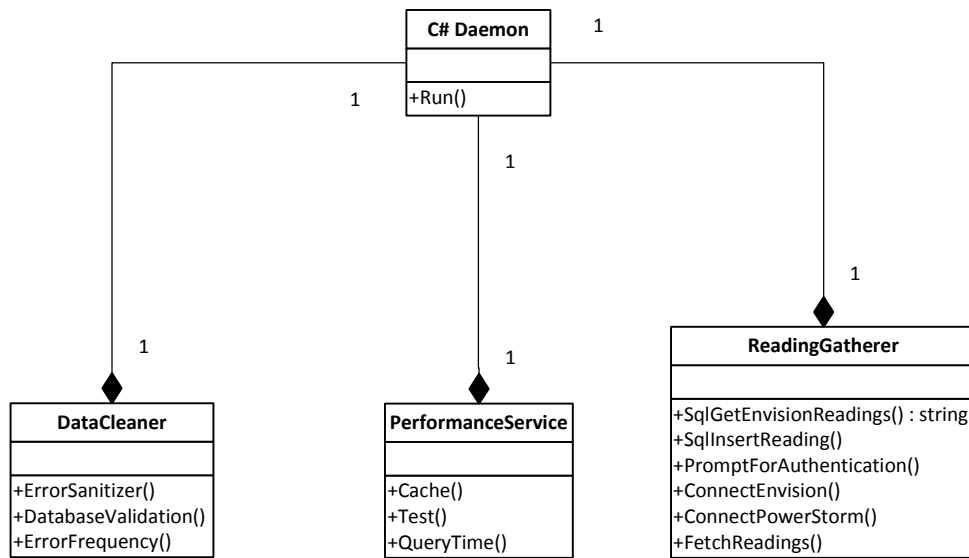 C# Daemon
1
+Run()
1
1
1
1
1
ReadingGatherer
DataCleaner
PerformanceService
+SqlGetEnvisionReadings() : string
+SqlInsertReading()
+PromptForAuthentication()
+ConnectEnvision()
+ConnectPowerStorm()
+FetchReadings()
+ErrorSanitizer()
+DatabaseValidation()
+ErrorFrequency()
+Cache()
+Test()
+QueryTime()